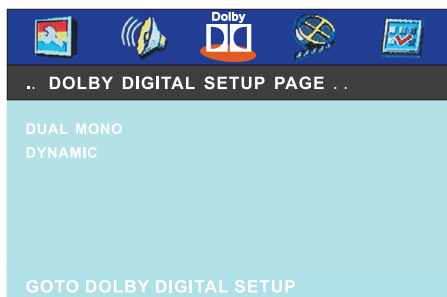 Dolby
.. DOLBY DIGITAL SETUP PAGE ..
DUAL MONO
DYNAMIC
GOTO DOLBY DIGITAL SETUP